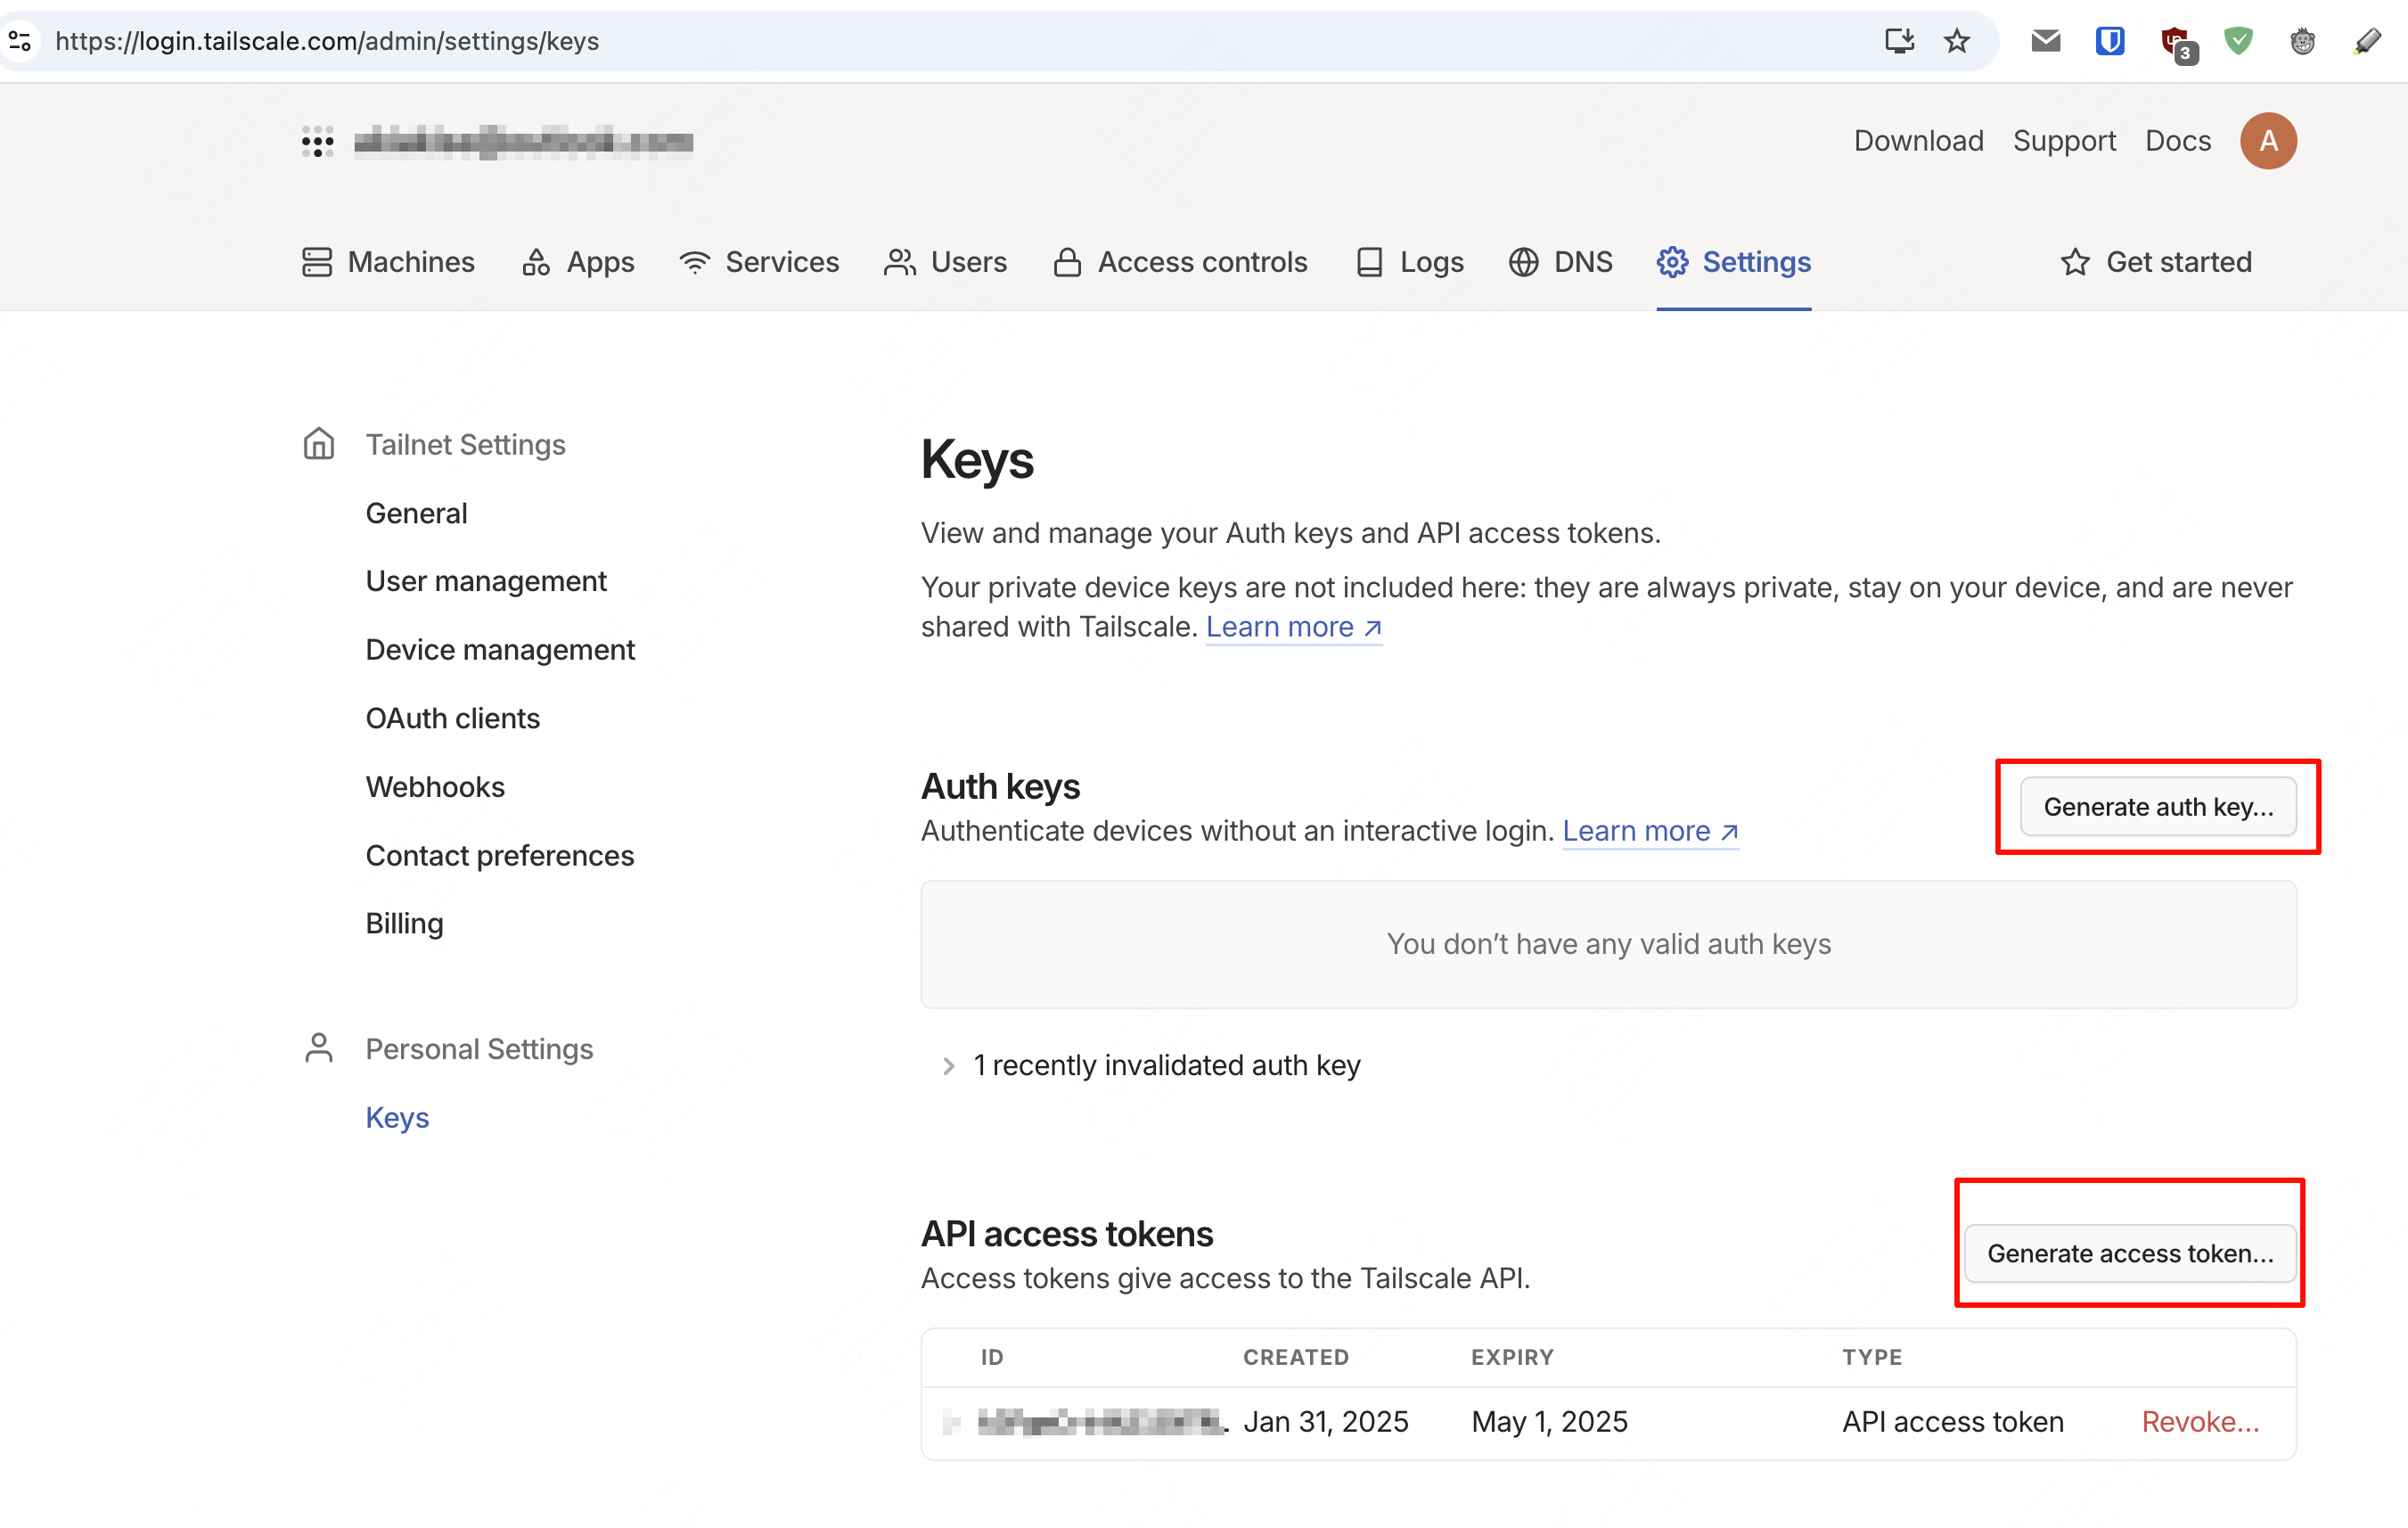 https://login.tailscale.com/admin/settings/keys
3
Download Support Docs A
Machines Apps Services Users Access controls Logs DNS Settings Get started
Tailnet Settings
General
User management
Device management
OAuth clients
Webhooks
Contact preferences
Billing
Personal Settings
Keys
Keys
View and manage your Auth keys and API access tokens.
Your private device keys are not included here: they are always private, stay on your device, and are never
shared with Tailscale. Learn more ↗
Auth keys
Generate auth key...
Authenticate devices without an interactive login. Learn more ↗
You don’t have any valid auth keys
1 recently invalidated auth key
API access tokens
Generate access token...
Access tokens give access to the Tailscale API.
ID CREATED EXPIRY TYPE
Jan 31, 2025 May 1, 2025 API access token Revoke...